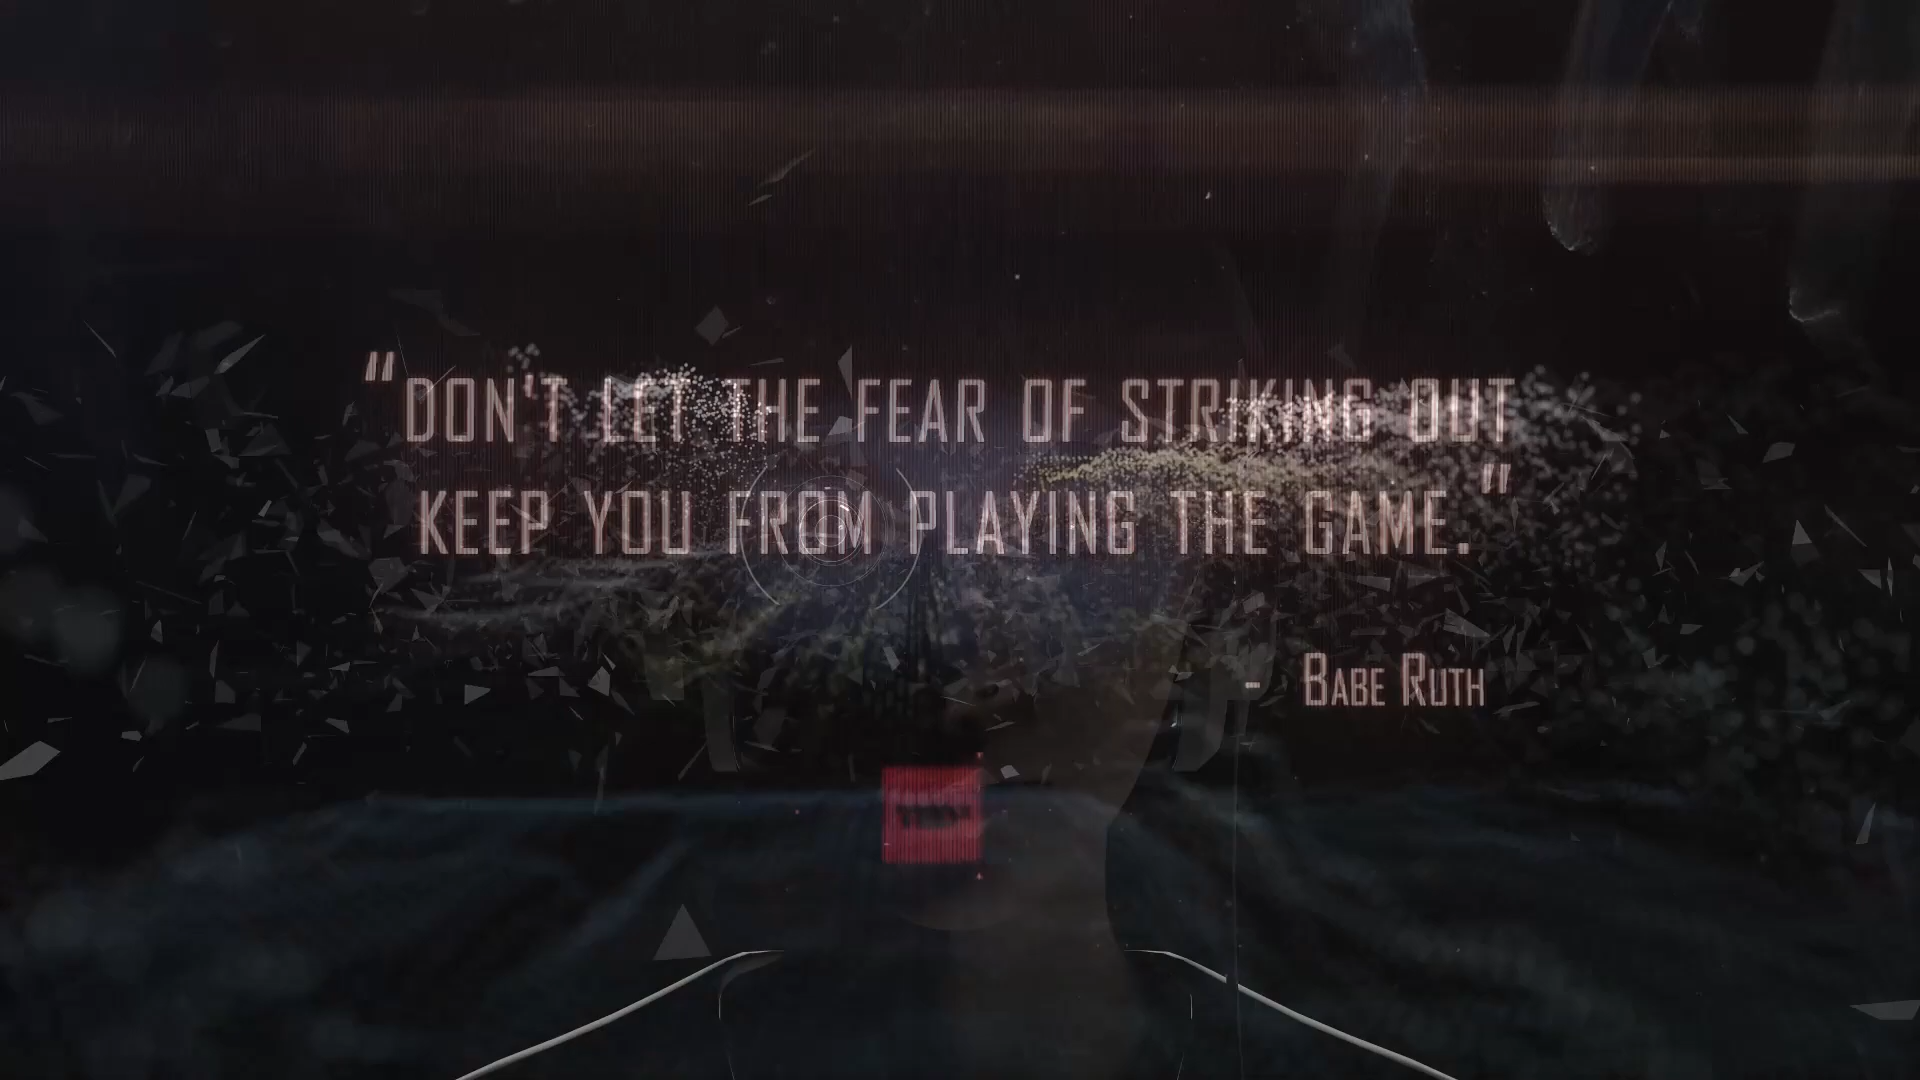 "DON'T LET THE FEAR OF STRIKING OUT
KEEP YOU FROM PLAYING THE GAME."
- BABE RUTH